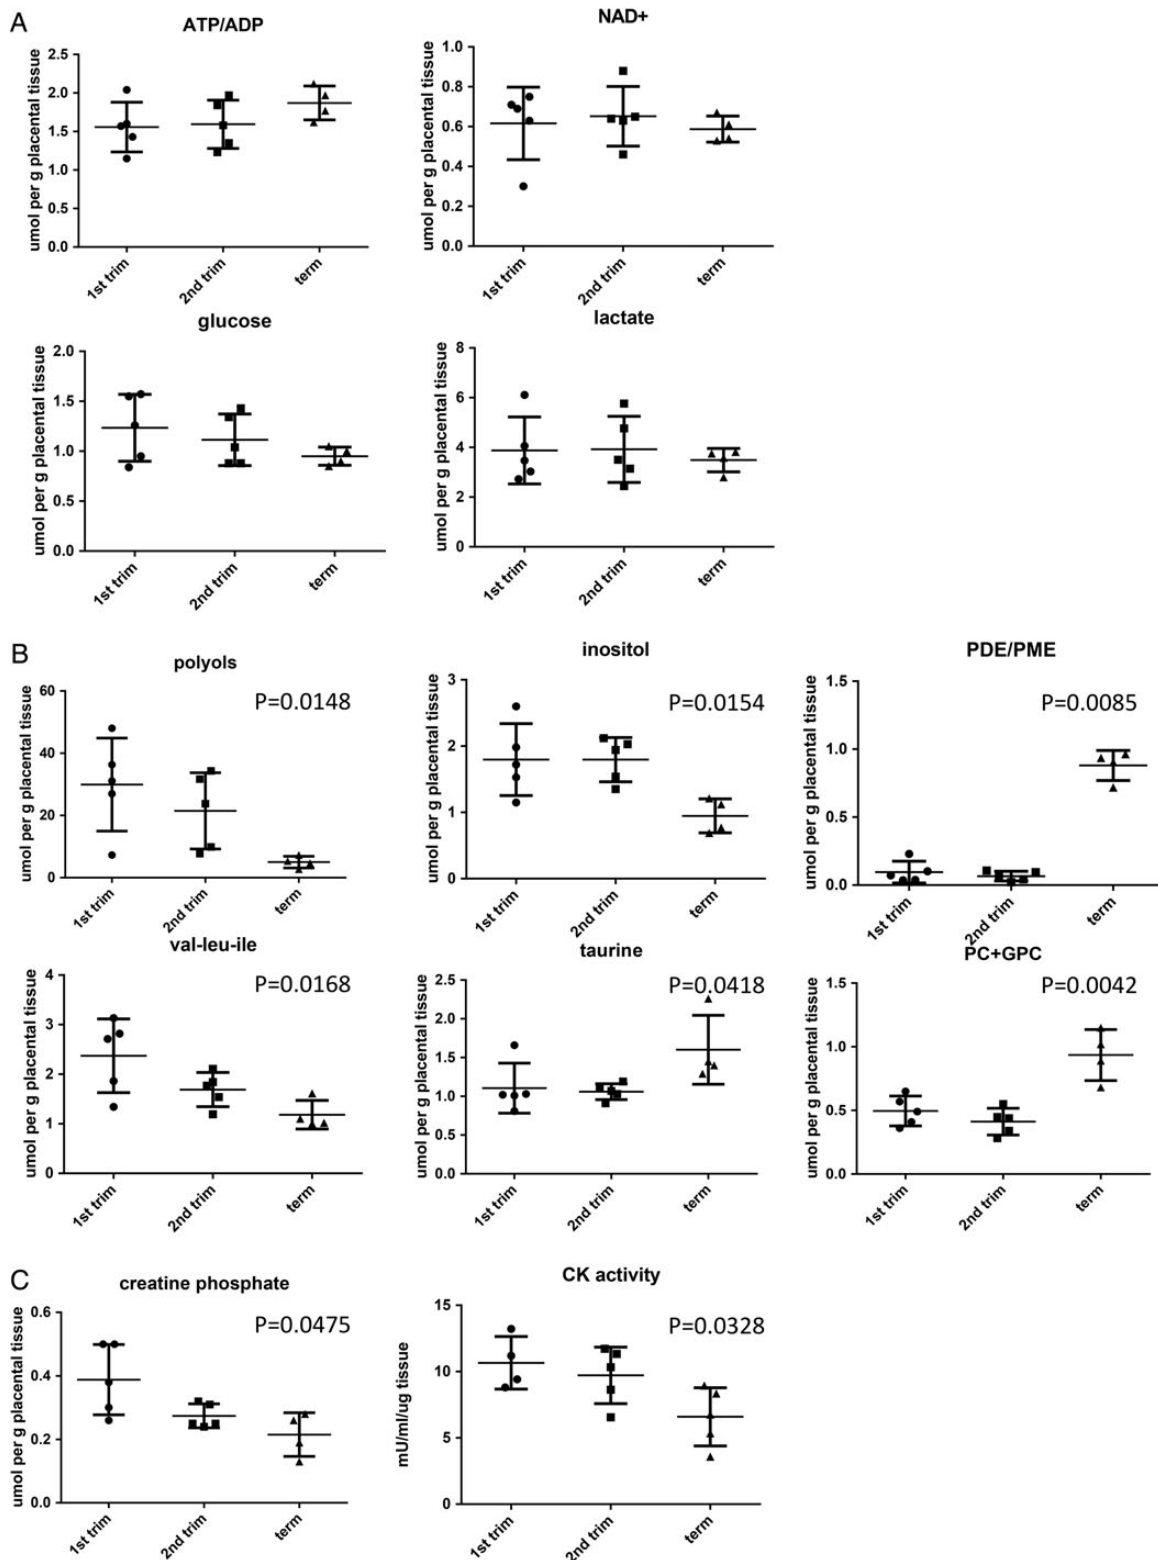 A
ATP/ADP
umol per g placental tissue
2.5
2.0
1.5
1.0
0.5
0.0
1st trim
2nd trim
term
NAD+
umol per g placental tissue
1.0
0.8
0.6
0.4
0.2
0.0
1st trim
2nd trim
term
glucose
umol per g placental tissue
2.0
1.5
1.0
0.5
0.0
1st trim
2nd trim
term
lactate
umol per g placental tissue
8
6
4
2
0
1st trim
2nd trim
term
B
polyols
P=0.0148
umol per g placental tissue
60
40
20
0
1st trim
2nd trim
term
inositol
P=0.0154
umol per g placental tissue
3
2
1
0
1st trim
2nd trim
term
PDE/PME
P=0.0085
umol per g placental tissue
1.5
1.0
0.5
0.0
1st trim
2nd trim
term
val-leu-ile
P=0.0168
umol per g placental tissue
4
3
2
1
0
1st trim
2nd trim
term
taurine
P=0.0418
umol per g placental tissue
2.5
2.0
1.5
1.0
0.5
0.0
1st trim
2nd trim
term
PC+GPC
P=0.0042
umol per g placental tissue
1.5
1.0
0.5
0.0
1st trim
2nd trim
term
C
creatine phosphate
P=0.0475
umol per g placental tissue
0.6
0.4
0.2
0.0
1st trim
2nd trim
term
CK activity
P=0.0328
mU/ml/ug tissue
15
10
5
0
1st trim
2nd trim
term